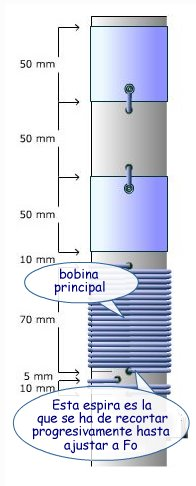 50 mm
50 mm
50 mm
10 mm
bobina
principal
70 mm
5 mm
10 mm
Esta espira es la
que se ha de recortar
progresivamente hasta
ajustar a Fo